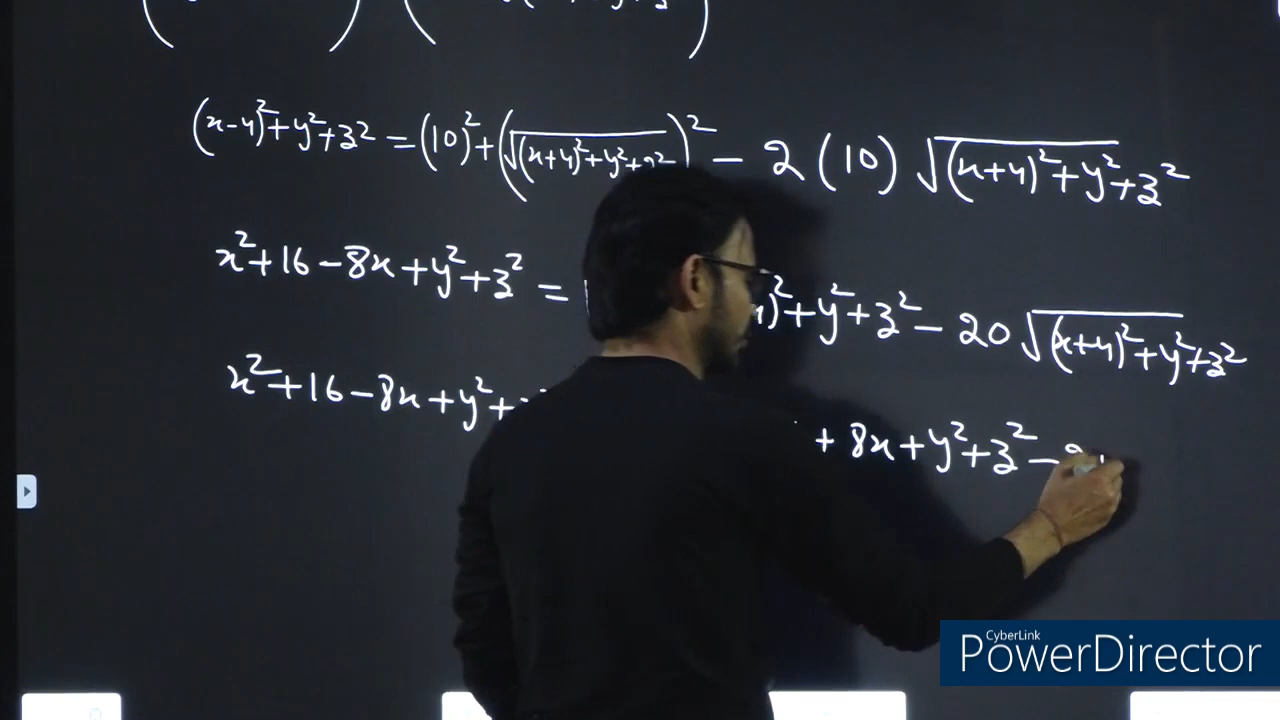 (x-4)²+y²+z² = (10)²+(√(x+4)²+y²+z²)² - 2(10)√(x+4)²+y²+z²
x²+16-8x+y²+z² = )²+y²+z² - 20√(x+4)²+y²+z²
x²+16-8x+y²+ + 8x+y²+z² -
CyberLink
PowerDirector